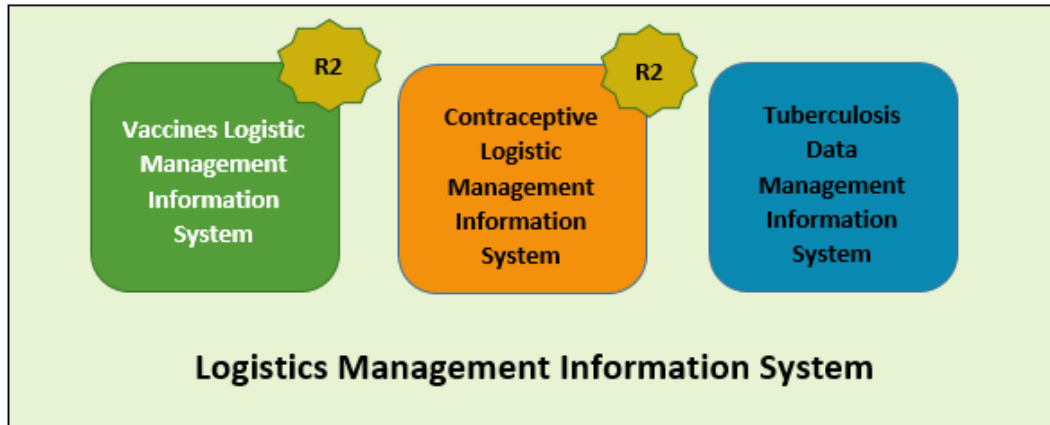 R2
Vaccines Logistic
Management
Information
System
R2
Contraceptive
Logistic
Management
Information
System
Tuberculosis
Data
Management
Information
System
Logistics Management Information System